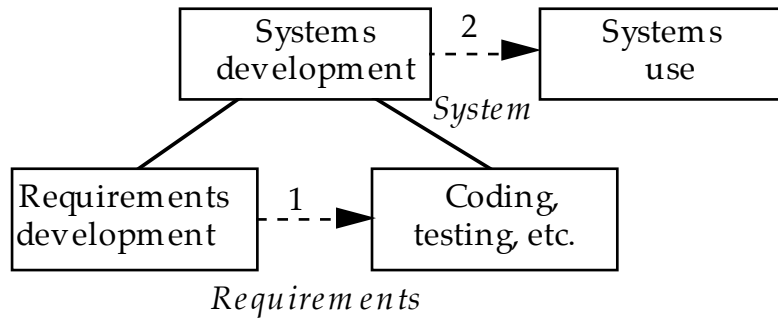 Systems
development
2
Systems
use
System
Requirements
development
1
Coding,
testing, etc.
Requirements